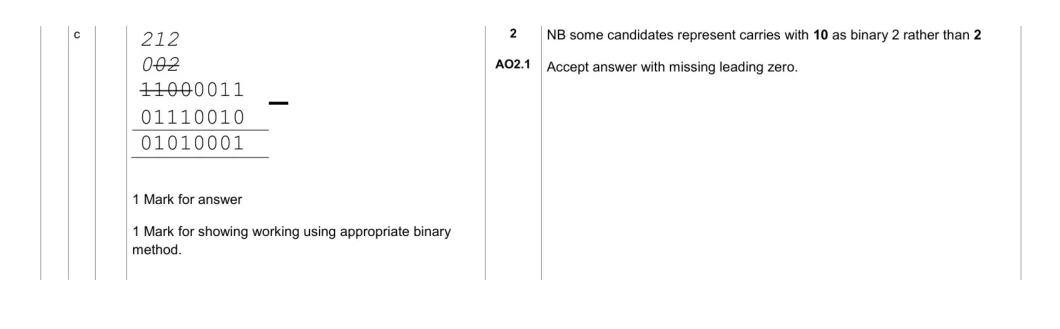 c
212
002
11000011
01110010
01010001
1 Mark for answer
1 Mark for showing working using appropriate binary
method.
2
AO2.1
NB some candidates represent carries with 10 as binary 2 rather than 2
Accept answer with missing leading zero.